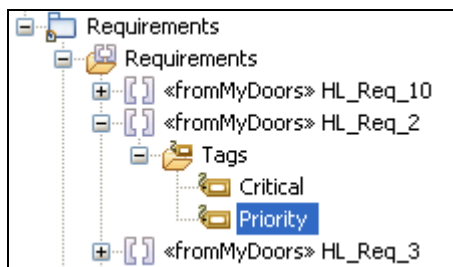 Requirements
Requirements
«fromMyDoors» HL_Req_10
«fromMyDoors» HL_Req_2
Tags
Critical
Priority
«fromMyDoors» HL_Req_3